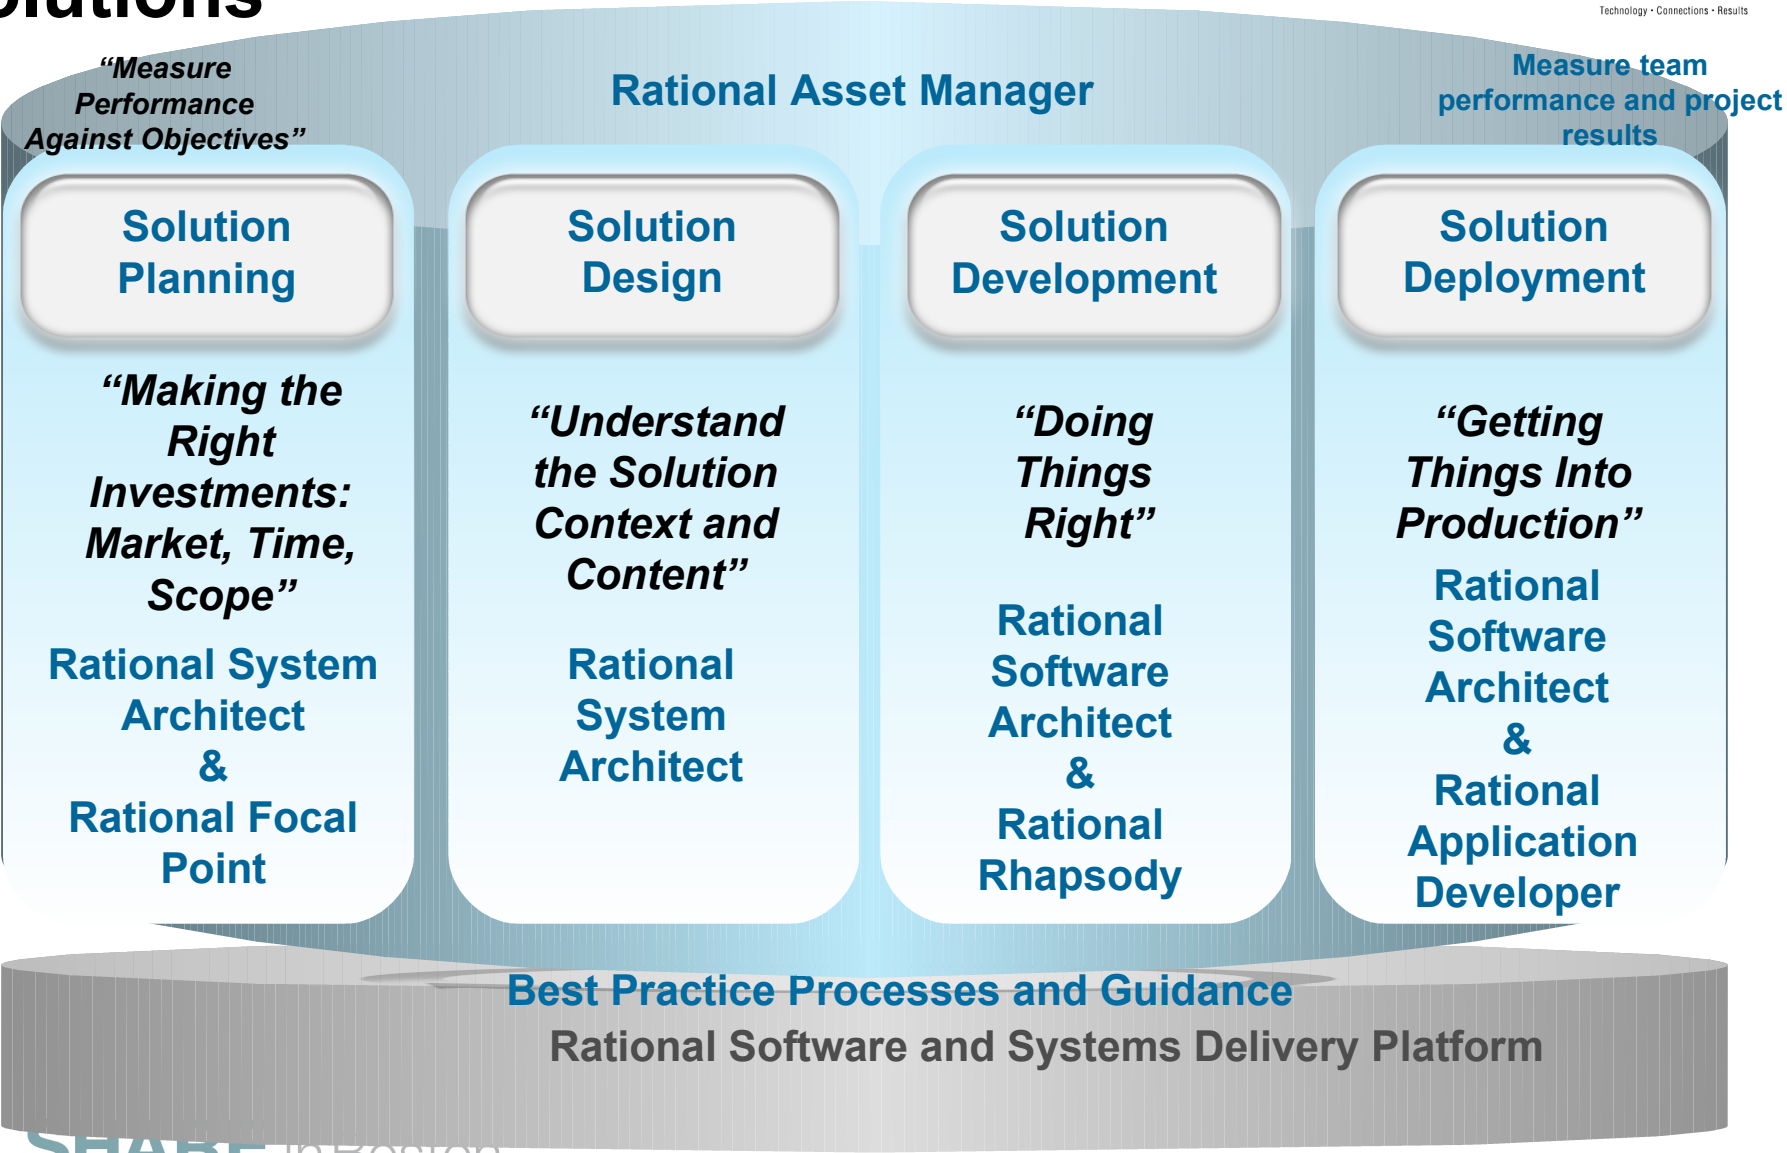 Technology • Connections • Results
“Measure
Performance
Against Objectives”
Rational Asset Manager
Measure team
performance and project
results
Solution
Planning
“Making the
Right
Investments:
Market, Time,
Scope”
Rational System
Architect
&
Rational Focal
Point
Solution
Design
“Understand
the Solution
Context and
Content”
Rational
System
Architect
Solution
Development
“Doing
Things
Right”
Rational
Software
Architect
&
Rational
Rhapsody
Solution
Deployment
“Getting
Things Into
Production”
Rational
Software
Architect
&
Rational
Application
Developer
Best Practice Processes and Guidance
Rational Software and Systems Delivery Platform
SHARE in Boston